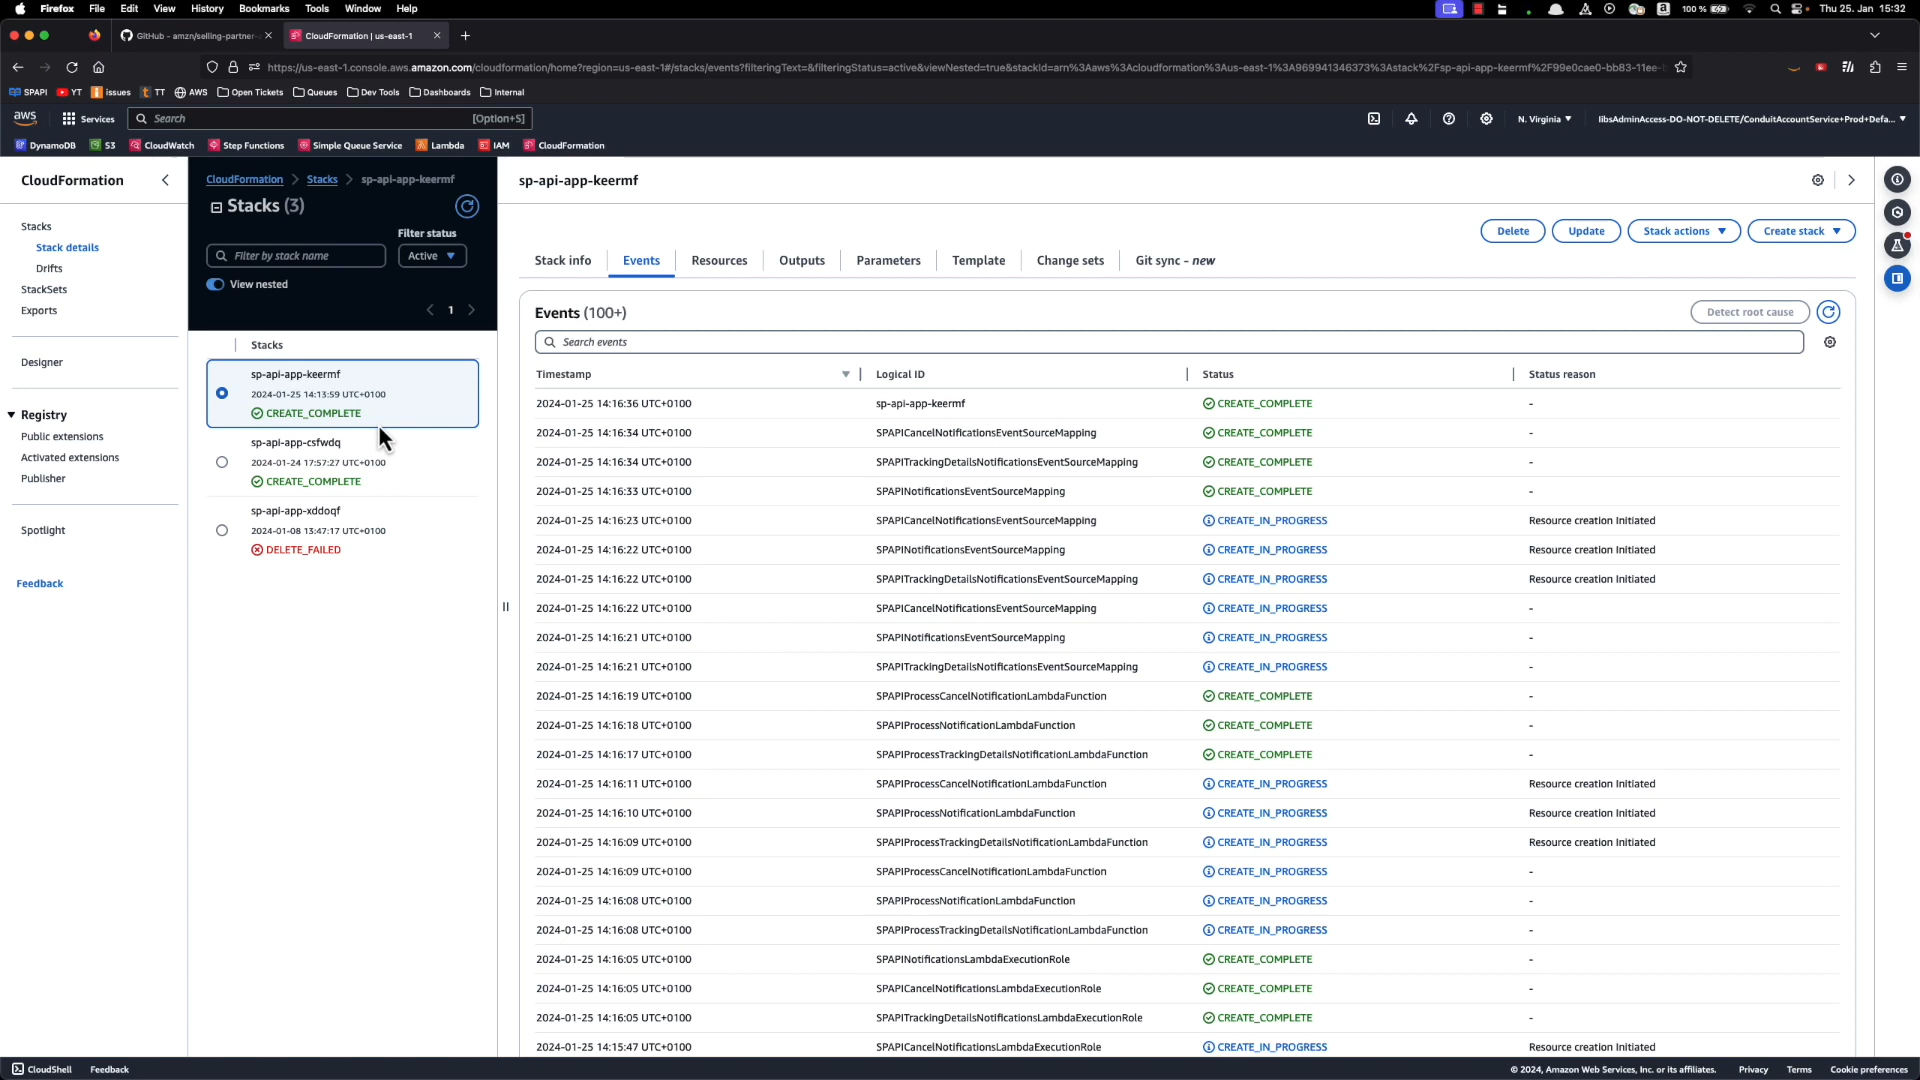 Firefox File Edit View History Bookmarks Tools Window Help 100 % Thu 25. Jan 15:32
GitHub - amzn/selling-partner- CloudFormation | us-east-1
https://us-east-1.console.aws.amazon.com/cloudformation/home?region=us-east-1#/stacks/events?filteringText=&filteringStatus=active&viewNested=true&stackId=arn%3Aaws%3Acloudformation%3Aus-east-1%3A969941346373%3Astack%2Fsp-api-app-keermf%2F99e0cae0-bb83-11ee-
SPAPI YT issues TT AWS Open Tickets Queues Dev Tools Dashboards Internal
aws Services Search [Option+S] N. Virginia libsAdminAccess-DO-NOT-DELETE/ConduitAccountService+Prod+Defa...
DynamoDB S3 CloudWatch Step Functions Simple Queue Service Lambda IAM CloudFormation
CloudFormation
Stacks
Stack details
Drifts
StackSets
Exports
Designer
Registry
Public extensions
Activated extensions
Publisher
Spotlight
Feedback
CloudFormation > Stacks > sp-api-app-keermf
Stacks (3)
Filter status
Filter by stack name Active
View nested
1
Stacks
sp-api-app-keermf
2024-01-25 14:13:59 UTC+0100
CREATE_COMPLETE
sp-api-app-csfwdq
2024-01-24 17:57:27 UTC+0100
CREATE_COMPLETE
sp-api-app-xddoqf
2024-01-08 13:47:17 UTC+0100
DELETE_FAILED
sp-api-app-keermf
Delete Update Stack actions Create stack
Stack info Events Resources Outputs Parameters Template Change sets Git sync - new
Events (100+) Detect root cause
Search events
Timestamp Logical ID Status Status reason
2024-01-25 14:16:36 UTC+0100 sp-api-app-keermf CREATE_COMPLETE -
2024-01-25 14:16:34 UTC+0100 SPAPICancelNotificationsEventSourceMapping CREATE_COMPLETE -
2024-01-25 14:16:34 UTC+0100 SPAPITrackingDetailsNotificationsEventSourceMapping CREATE_COMPLETE -
2024-01-25 14:16:33 UTC+0100 SPAPINotificationsEventSourceMapping CREATE_COMPLETE -
2024-01-25 14:16:23 UTC+0100 SPAPICancelNotificationsEventSourceMapping CREATE_IN_PROGRESS Resource creation Initiated
2024-01-25 14:16:22 UTC+0100 SPAPINotificationsEventSourceMapping CREATE_IN_PROGRESS Resource creation Initiated
2024-01-25 14:16:22 UTC+0100 SPAPITrackingDetailsNotificationsEventSourceMapping CREATE_IN_PROGRESS Resource creation Initiated
2024-01-25 14:16:22 UTC+0100 SPAPICancelNotificationsEventSourceMapping CREATE_IN_PROGRESS -
2024-01-25 14:16:21 UTC+0100 SPAPINotificationsEventSourceMapping CREATE_IN_PROGRESS -
2024-01-25 14:16:21 UTC+0100 SPAPITrackingDetailsNotificationsEventSourceMapping CREATE_IN_PROGRESS -
2024-01-25 14:16:19 UTC+0100 SPAPIProcessCancelNotificationLambdaFunction CREATE_COMPLETE -
2024-01-25 14:16:18 UTC+0100 SPAPIProcessNotificationLambdaFunction CREATE_COMPLETE -
2024-01-25 14:16:17 UTC+0100 SPAPIProcessTrackingDetailsNotificationLambdaFunction CREATE_COMPLETE -
2024-01-25 14:16:11 UTC+0100 SPAPIProcessCancelNotificationLambdaFunction CREATE_IN_PROGRESS Resource creation Initiated
2024-01-25 14:16:10 UTC+0100 SPAPIProcessNotificationLambdaFunction CREATE_IN_PROGRESS Resource creation Initiated
2024-01-25 14:16:09 UTC+0100 SPAPIProcessTrackingDetailsNotificationLambdaFunction CREATE_IN_PROGRESS Resource creation Initiated
2024-01-25 14:16:09 UTC+0100 SPAPIProcessCancelNotificationLambdaFunction CREATE_IN_PROGRESS -
2024-01-25 14:16:08 UTC+0100 SPAPIProcessNotificationLambdaFunction CREATE_IN_PROGRESS -
2024-01-25 14:16:08 UTC+0100 SPAPIProcessTrackingDetailsNotificationLambdaFunction CREATE_IN_PROGRESS -
2024-01-25 14:16:05 UTC+0100 SPAPINotificationsLambdaExecutionRole CREATE_COMPLETE -
2024-01-25 14:16:05 UTC+0100 SPAPICancelNotificationsLambdaExecutionRole CREATE_COMPLETE -
2024-01-25 14:16:05 UTC+0100 SPAPITrackingDetailsNotificationsLambdaExecutionRole CREATE_COMPLETE -
2024-01-25 14:15:47 UTC+0100 SPAPICancelNotificationsLambdaExecutionRole CREATE_IN_PROGRESS Resource creation Initiated
CloudShell Feedback © 2024, Amazon Web Services, Inc. or its affiliates. Privacy Terms Cookie preferences